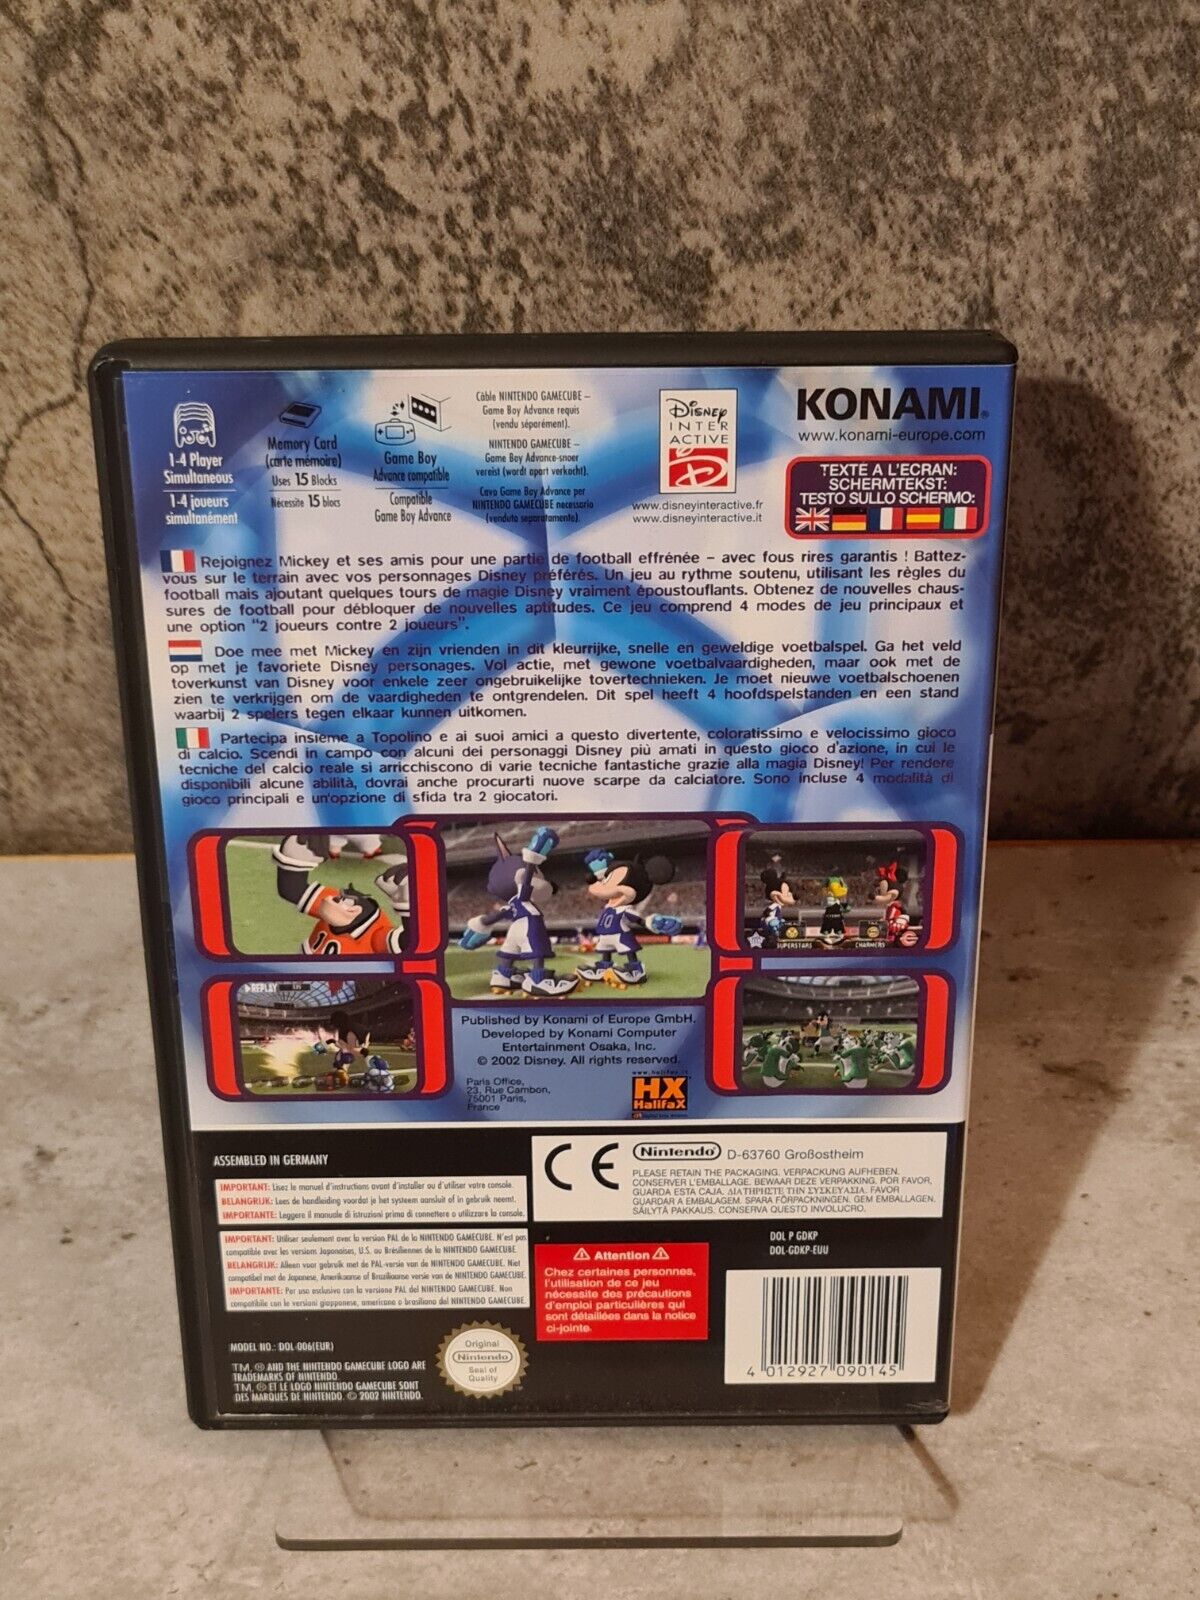 1-4 Player
Simultaneous
1-4 joueurs
simultanément
Memory Card
(carte mémoire)
Uses 15 Blocks
Nécessite 15 blocs
Game Boy
Advance compatible
Compatible
Game Boy Advance
Câble NINTENDO GAMECUBE –
Game Boy Advance requis
(vendu séparément).
NINTENDO GAMECUBE –
Game Boy Advance-snoer
vereist (wordt apart verkocht).
Cavo Game Boy Advance per
NINTENDO GAMECUBE necessario
(venduto separatamente).
Disney
INTER
ACTIVE
www.disneyinteractive.fr
www.disneyinteractive.it
KONAMI®
www.konami-europe.com
TEXTE A L'ECRAN:
SCHERMTEKST:
TESTO SULLO SCHERMO:
Rejoignez Mickey et ses amis pour une partie de football effrénée – avec fous rires garantis ! Battez-
vous sur le terrain avec vos personnages Disney préférés. Un jeu au rythme soutenu, utilisant les règles du
football mais ajoutant quelques tours de magie Disney vraiment époustouflants. Obtenez de nouvelles chaus-
sures de football pour débloquer de nouvelles aptitudes. Ce jeu comprend 4 modes de jeu principaux et
une option "2 joueurs contre 2 joueurs".
Doe mee met Mickey en zijn vrienden in dit kleurrijke, snelle en geweldige voetbalspel. Ga het veld
op met je favoriete Disney personages. Vol actie, met gewone voetbalvaardigheden, maar ook met de
toverkunst van Disney voor enkele zeer ongebruikelijke tovertechnieken. Je moet nieuwe voetbalschoenen
zien te verkrijgen om de vaardigheden te ontgrendelen. Dit spel heeft 4 hoofdspelstanden en een stand
waarbij 2 spelers tegen elkaar kunnen uitkomen.
Partecipa insieme a Topolino e ai suoi amici a questo divertente, coloratissimo e velocissimo gioco
di calcio. Scendi in campo con alcuni dei personaggi Disney più amati in questo gioco d'azione, in cui le
tecniche del calcio reale si arricchiscono di varie tecniche fantastiche grazie alla magia Disney! Per rendere
disponibili alcune abilità, dovrai anche procurarti nuove scarpe da calciatore. Sono incluse 4 modalità di
gioco principali e un'opzione di sfida tra 2 giocatori.
10
10
SUPERSTARS
CHARMERS
REPLAY
Published by Konami of Europe GmbH.
Developed by Konami Computer
Entertainment Osaka, Inc.
© 2002 Disney. All rights reserved.
Paris Office,
23, Rue Cambon,
75001 Paris,
France
www.halifax.it
HX
HalifaX
ASSEMBLED IN GERMANY
IMPORTANT: Lisez le manuel d'instructions avant d'installer ou d'utiliser votre console.
BELANGRIJK: Lees de handleiding voordat je het systeem aansluit of in gebruik neemt.
IMPORTANTE: Leggere il manuale di istruzioni prima di connettere o utilizzare la console.
IMPORTANT: Utiliser seulement avec la version PAL de la NINTENDO GAMECUBE. N'est pas
compatible avec les versions Japonaises, U.S. ou Brésiliennes de la NINTENDO GAMECUBE.
BELANGRIJK: Alleen voor gebruik met de PAL-versie van de NINTENDO GAMECUBE. Niet
compatibel met de Japanse, Amerikaanse of Braziliaanse versie van de NINTENDO GAMECUBE.
IMPORTANTE: Per uso esclusivo con la versione PAL del NINTENDO GAMECUBE. Non
compatibile con le versioni giapponese, americana o brasiliana del NINTENDO GAMECUBE.
MODEL NO.: DOL-006(EUR)
TM, ® AND THE NINTENDO GAMECUBE LOGO ARE
TRADEMARKS OF NINTENDO.
TM, ® ET LE LOGO NINTENDO GAMECUBE SONT
DES MARQUES DE NINTENDO. © 2002 NINTENDO.
Original
Nintendo
Seal of
Quality
CE
Nintendo® D-63760 Großostheim
PLEASE RETAIN THE PACKAGING. VERPACKUNG AUFHEBEN.
CONSERVER L'EMBALLAGE. BEWAAR DEZE VERPAKKING. POR FAVOR,
GUARDA ESTA CAJA. ΔΙΑΤΗΡΗΣΤΕ ΤΗΝ ΣΥΣΚΕΥΑΣΙΑ. FAVOR
GUARDAR A EMBALAGEM. SPARA FÖRPACKNINGEN. GEM EMBALLAGEN.
SÄILYTÄ PAKKAUS. CONSERVA QUESTO INVOLUCRO.
Attention
Chez certaines personnes,
l'utilisation de ce jeu
nécessite des précautions
d'emploi particulières qui
sont détaillées dans la notice
ci-jointe.
DOL P GDKP
DOL-GDKP-EUU
4 012927 090145